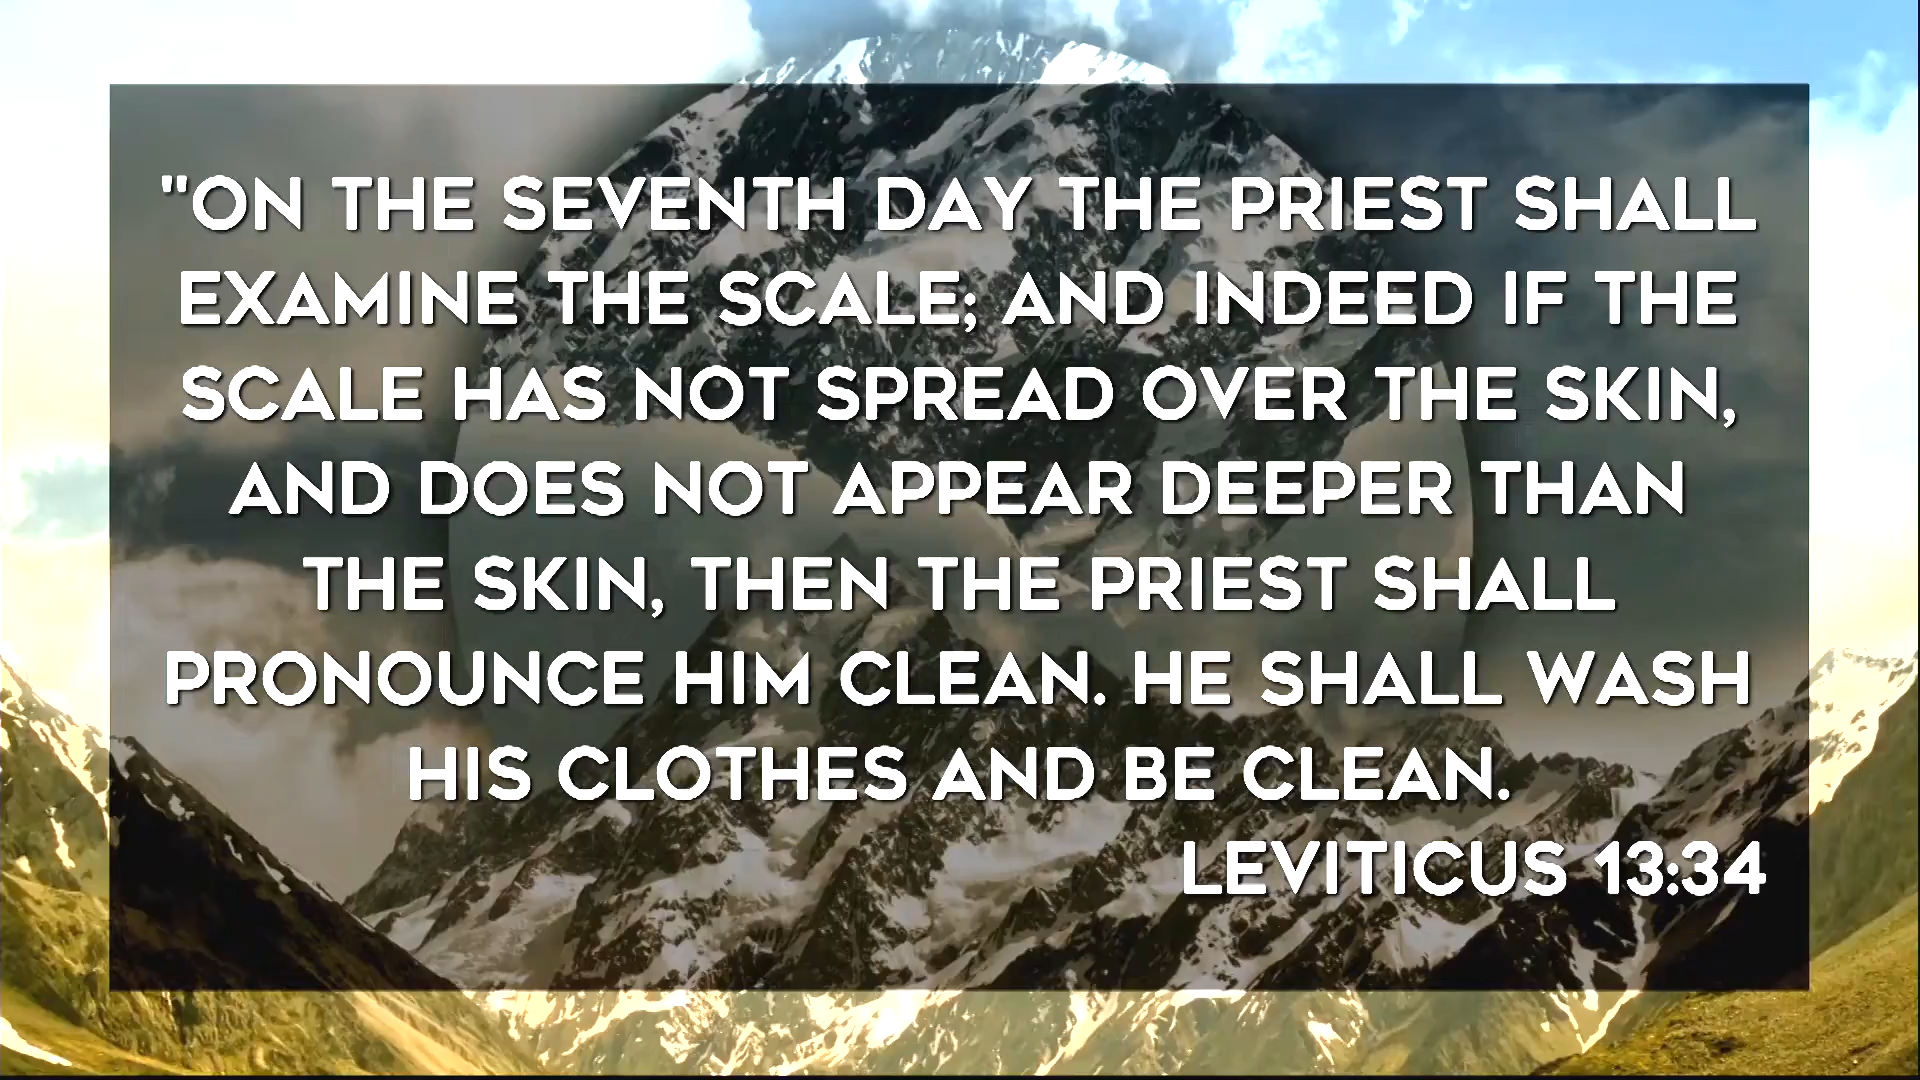 "ON THE SEVENTH DAY THE PRIEST SHALL
EXAMINE THE SCALE; AND INDEED IF THE
SCALE HAS NOT SPREAD OVER THE SKIN,
AND DOES NOT APPEAR DEEPER THAN
THE SKIN, THEN THE PRIEST SHALL
PRONOUNCE HIM CLEAN. HE SHALL WASH
HIS CLOTHES AND BE CLEAN.
LEVITICUS 13:34